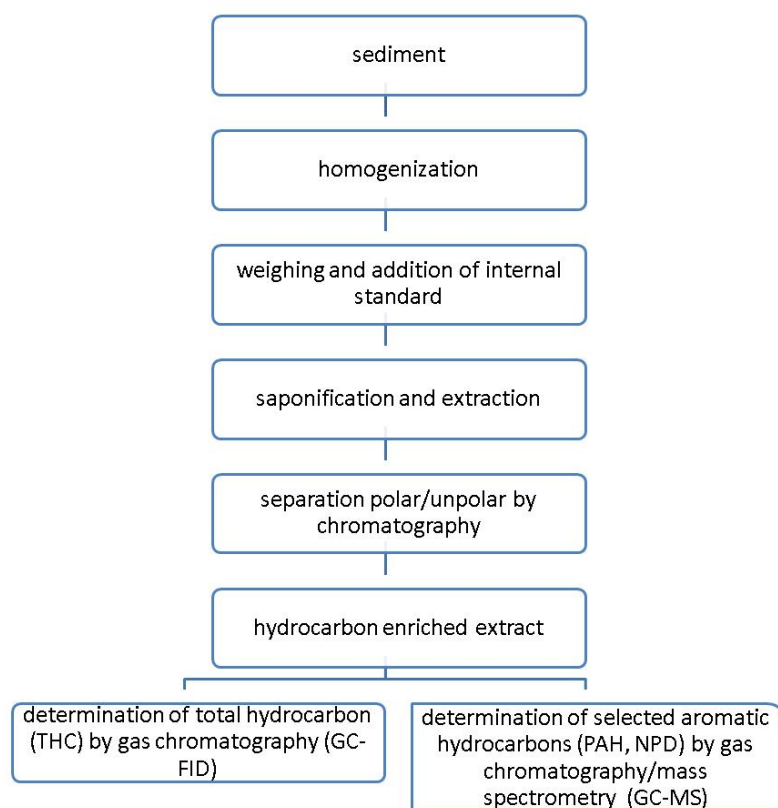 sediment
homogenization
weighing and addition of internal
standard
saponification and extraction
separation polar/unpolar by
chromatography
hydrocarbon enriched extract
determination of total hydrocarbon
(THC) by gas chromatography (GC-
FID)
determination of selected aromatic
hydrocarbons (PAH, NPD) by gas
chromatography/mass
spectrometry (GC-MS)